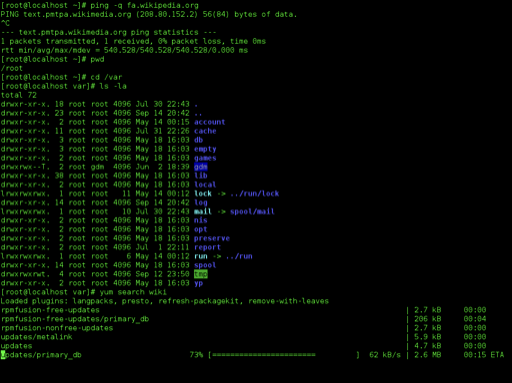 [root@localhost ~]# ping -q fa.wikipedia.org
PING text.pmtpa.wikimedia.org (208.80.152.2) 56(84) bytes of data.
^C
--- text.pmtpa.wikimedia.org ping statistics ---
1 packets transmitted, 1 received, 0% packet loss, time 0ms
rtt min/avg/max/mdev = 540.528/540.528/540.528/0.000 ms
[root@localhost ~]# pwd
/root
[root@localhost ~]# cd /var
[root@localhost var]# ls -la
total 72
drwxr-xr-x. 18 root root 4096 Jul 30 22:43 .
drwxr-xr-x. 23 root root 4096 Sep 14 20:42 ..
drwxr-xr-x. 2 root root 4096 May 14 00:15 account
drwxr-xr-x. 11 root root 4096 Jul 31 22:26 cache
drwxr-xr-x. 3 root root 4096 May 18 16:03 db
drwxr-xr-x. 3 root root 4096 May 18 16:03 empty
drwxr-xr-x. 2 root root 4096 May 18 16:03 games
drwxrwx--T. 2 root gdm 4096 Jun 2 18:39 gdm
drwxr-xr-x. 38 root root 4096 May 18 16:03 lib
drwxr-xr-x. 2 root root 4096 May 18 16:03 local
lrwxrwxrwx. 1 root root 11 May 14 00:12 lock -> ../run/lock
drwxr-xr-x. 14 root root 4096 Sep 14 20:42 log
lrwxrwxrwx. 1 root root 10 Jul 30 22:43 mail -> spool/mail
drwxr-xr-x. 2 root root 4096 May 18 16:03 nis
drwxr-xr-x. 2 root root 4096 May 18 16:03 opt
drwxr-xr-x. 2 root root 4096 May 18 16:03 preserve
drwxr-xr-x. 2 root root 4096 Jul 1 22:11 report
lrwxrwxrwx. 1 root root 6 May 14 00:12 run -> ../run
drwxr-xr-x. 14 root root 4096 May 18 16:03 spool
drwxrwxrwt. 4 root root 4096 Sep 12 23:50 tmp
drwxr-xr-x. 2 root root 4096 May 18 16:03 yp
[root@localhost var]# yum search wiki
Loaded plugins: langpacks, presto, refresh-packagekit, remove-with-leaves
rpmfusion-free-updates | 2.7 kB 00:00
rpmfusion-free-updates/primary_db | 206 kB 00:04
rpmfusion-nonfree-updates | 2.7 kB 00:00
updates/metalink | 5.9 kB 00:00
updates | 4.7 kB 00:00
updates/primary_db 73% [======================== ] 62 kB/s | 2.6 MB 00:15 ETA